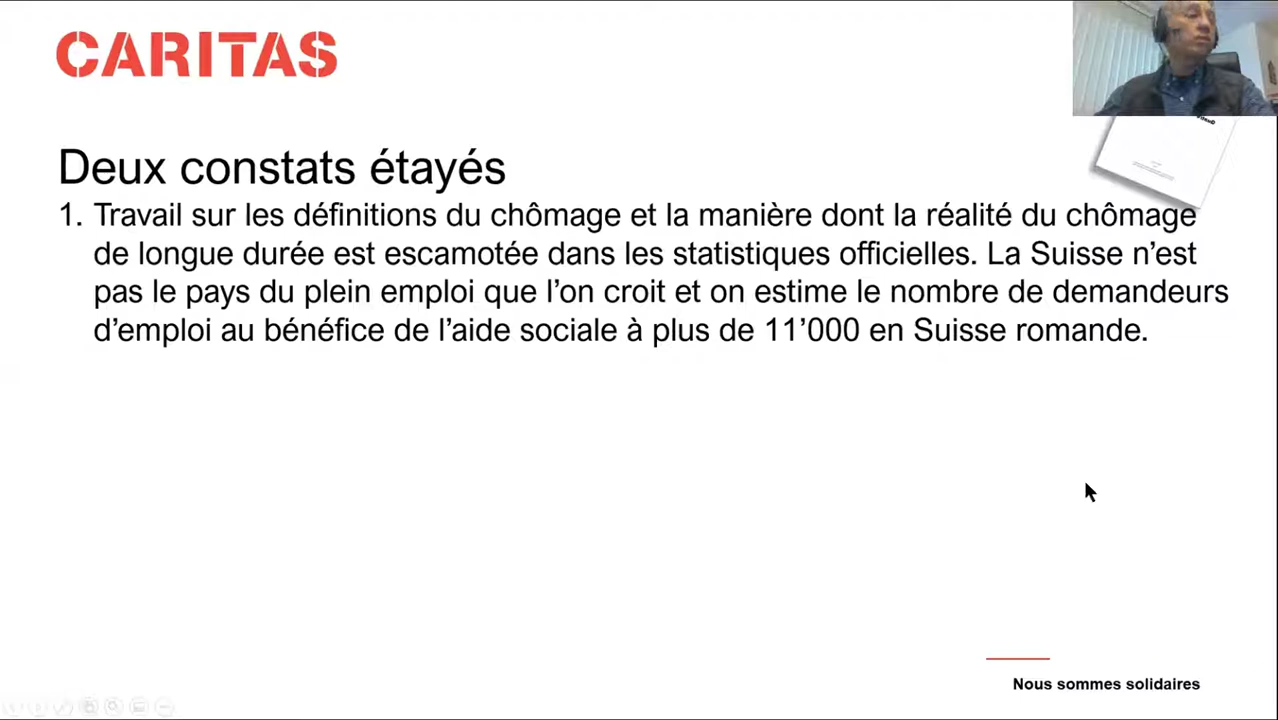 CARITAS
Deux constats étayés
1. Travail sur les définitions du chômage et la manière dont la réalité du chômage
de longue durée est escamotée dans les statistiques officielles. La Suisse n’est
pas le pays du plein emploi que l’on croit et on estime le nombre de demandeurs
d’emploi au bénéfice de l’aide sociale à plus de 11’000 en Suisse romande.
Nous sommes solidaires